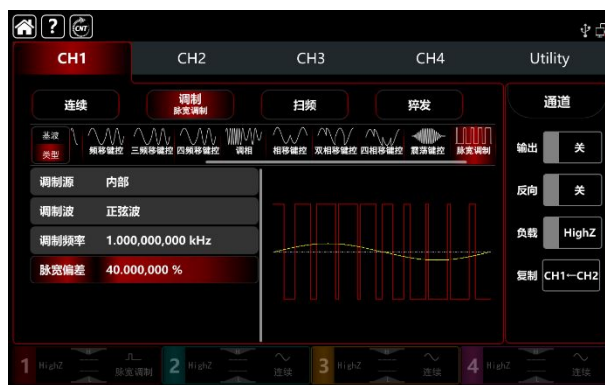 ? CNT
CH1 CH2 CH3 CH4 Utility
连续 调制 扫频 猝发 通道
脉宽调制
基波
类型 频移键控 三频移键控 四频移键控 调相 相移键控 双相移键控 四相移键控 震荡键控 脉宽调制
输出 关
调制源 内部
反向 关
调制波 正弦波
调制频率 1.000,000,000 kHz
负载 HighZ
脉宽偏差 40.000,000 %
复制 CH1←CH2
1 HighZ 脉宽调制 2 HighZ 连续 3 HighZ 连续 4 HighZ 连续